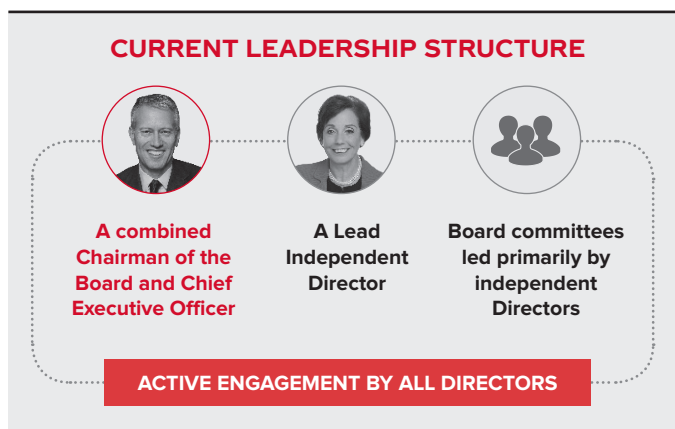 CURRENT LEADERSHIP STRUCTURE
A combined
Chairman of the
Board and Chief
Executive Officer
A Lead
Independent
Director
Board committees
led primarily by
independent
Directors
ACTIVE ENGAGEMENT BY ALL DIRECTORS